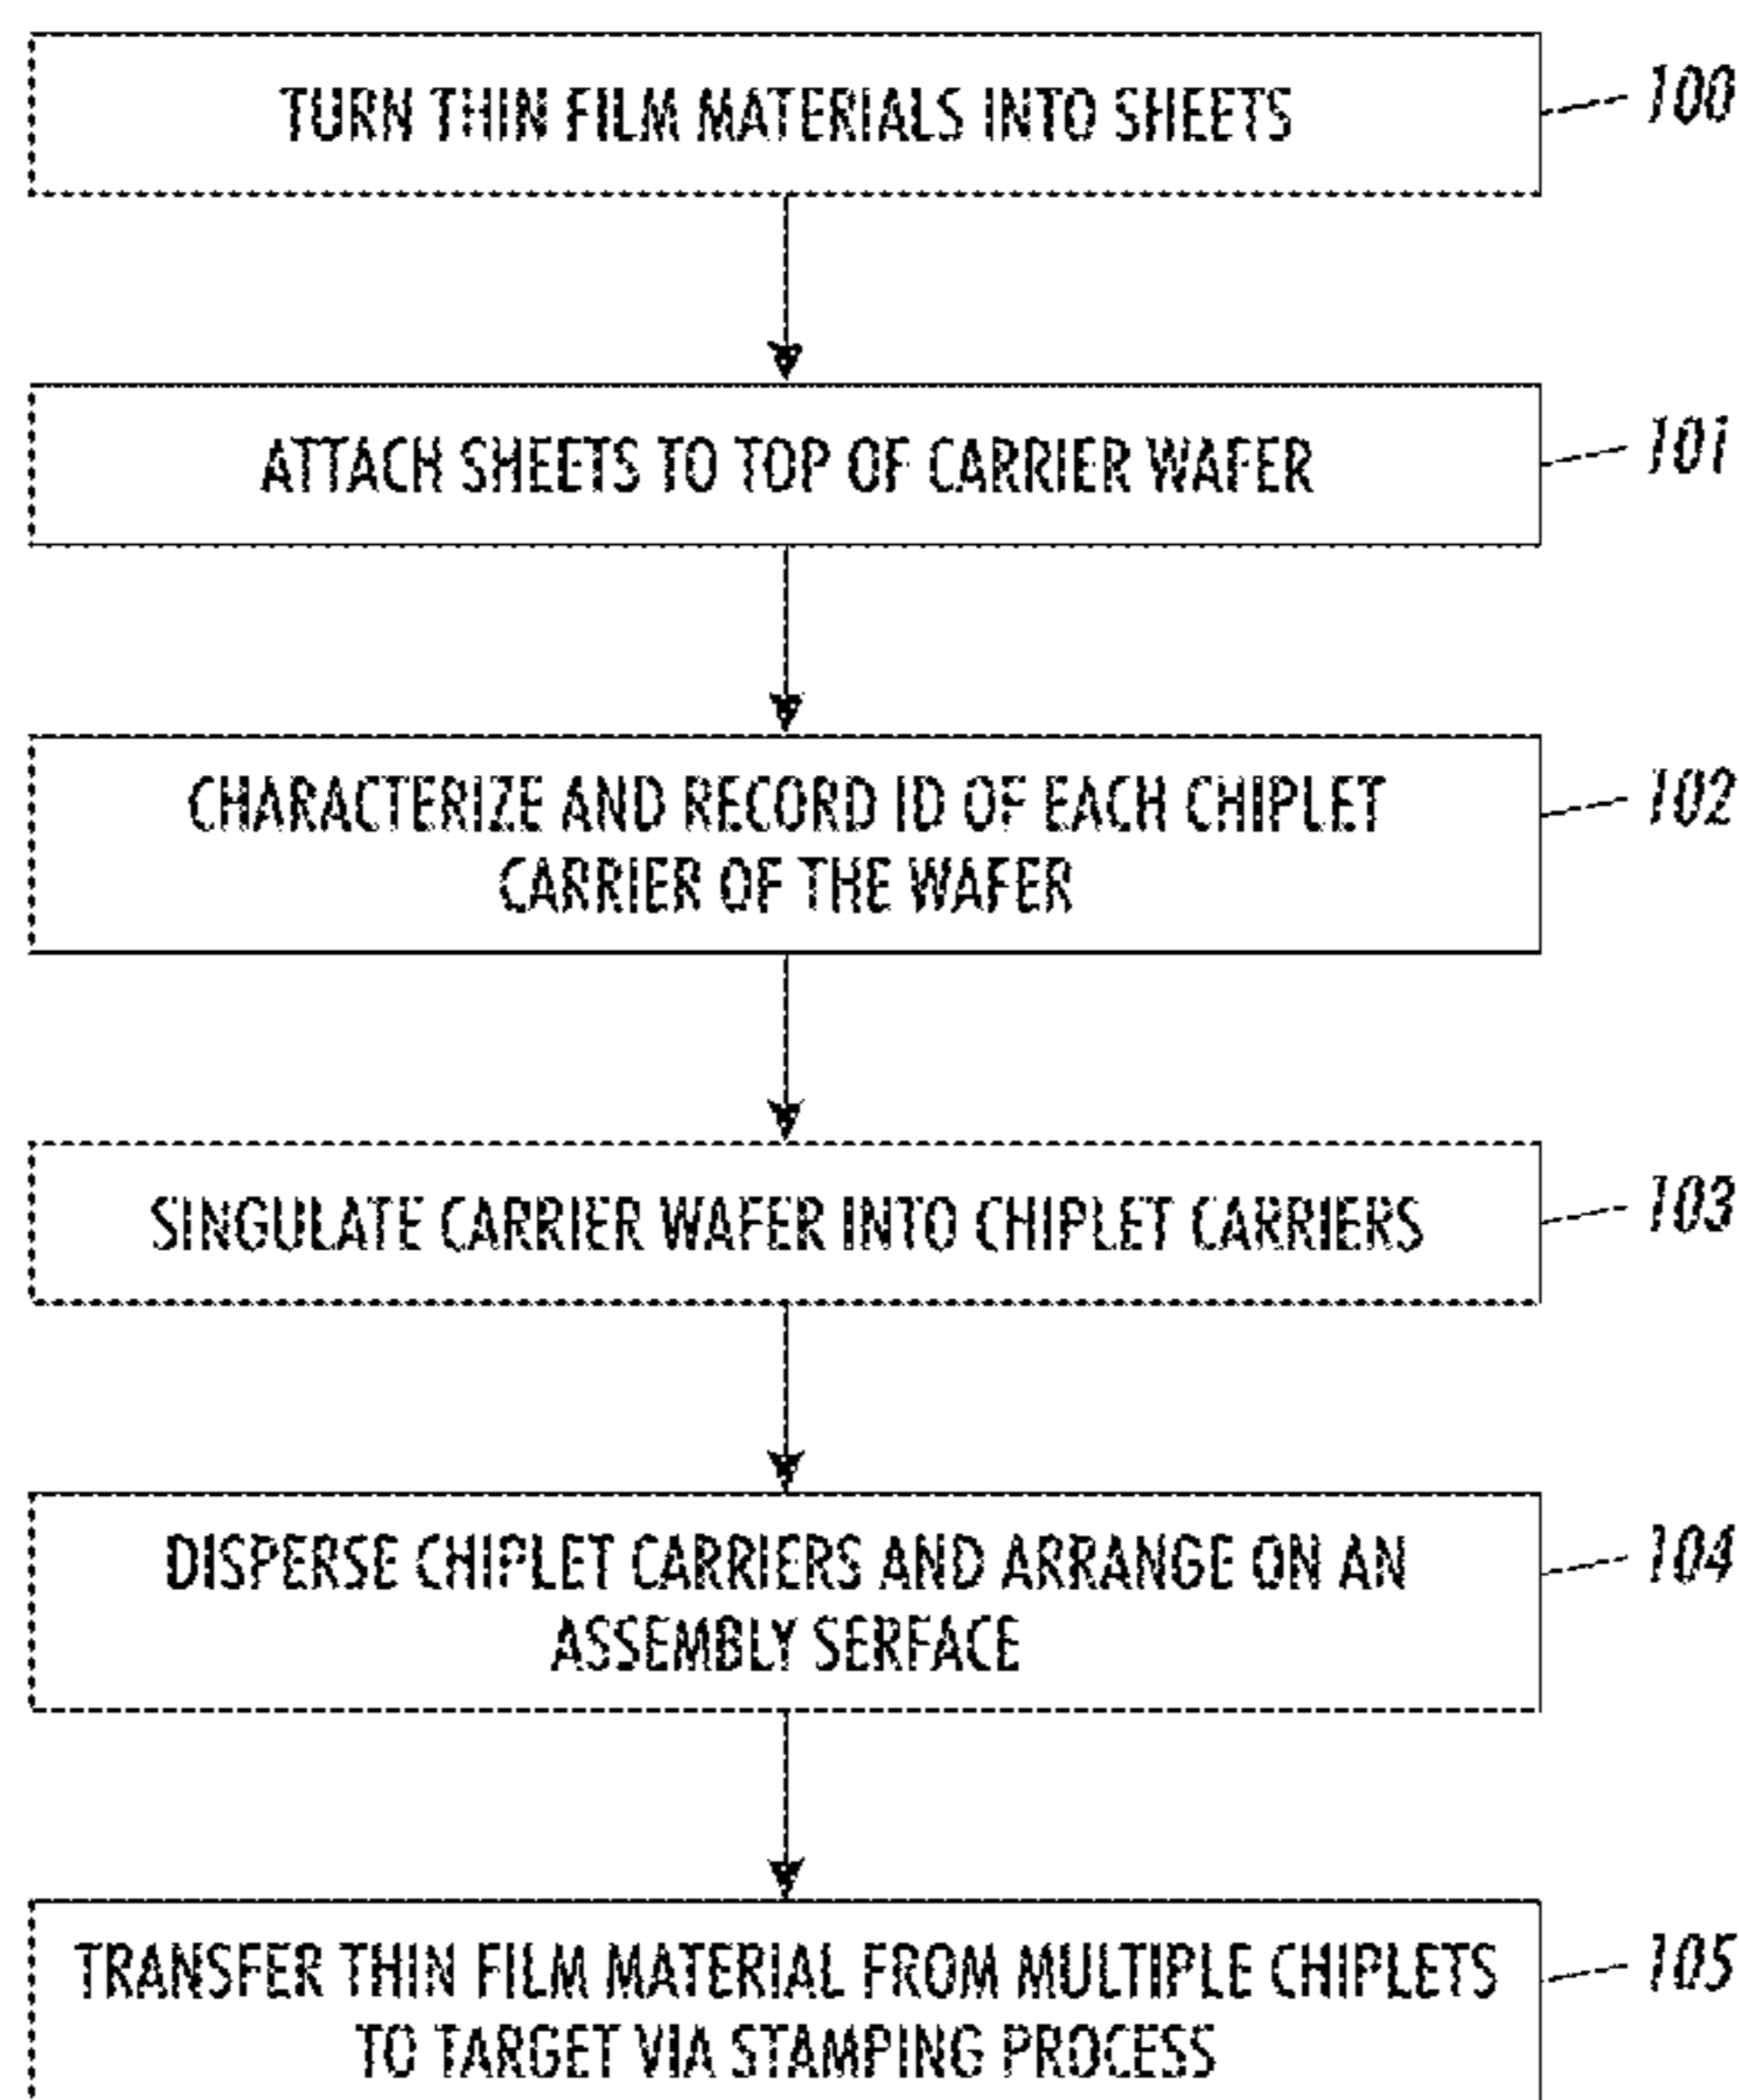 TURN THIN FILM MATERIALS INTO SHEETS
100
ATTACH SHEETS TO TOP OF CARRIER WAFER
101
CHARACTERIZE AND RECORD ID OF EACH CHIPLET
CARRIER OF THE WAFER
102
SINGULATE CARRIER WAFER INTO CHIPLET CARRIERS
103
DISPERSE CHIPLET CARRIERS AND ARRANGE ON AN
ASSEMBLY SERFACE
104
TRANSFER THIN FILM MATERIAL FROM MULTIPLE CHIPLETS
TO TARGET VIA STAMPING PROCESS
105